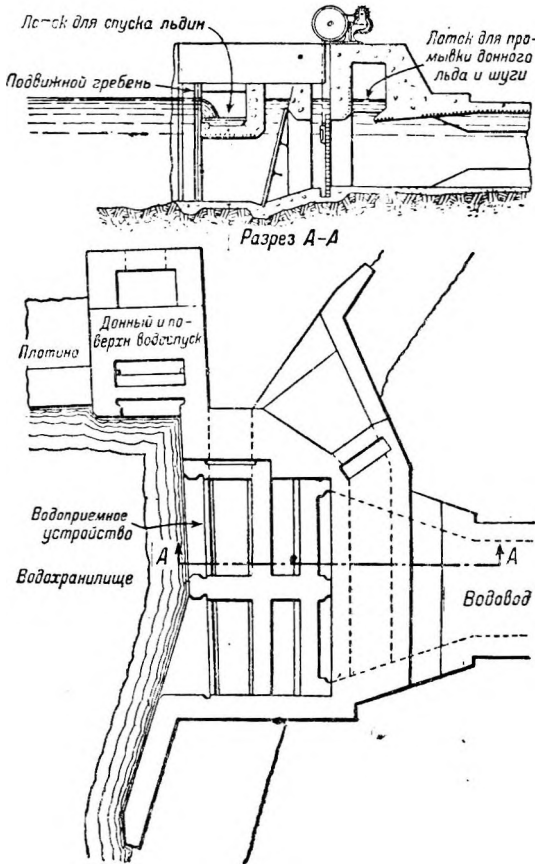 Лоток для спуска льдин
Лоток для про-
мывки донного
льда и шуги
Подвижной гребень
Разрез А-А
Донный и по-
верхн водоспуск
Плотина
Водоприемное
устройство
А
А
Водохранилище
Водавод